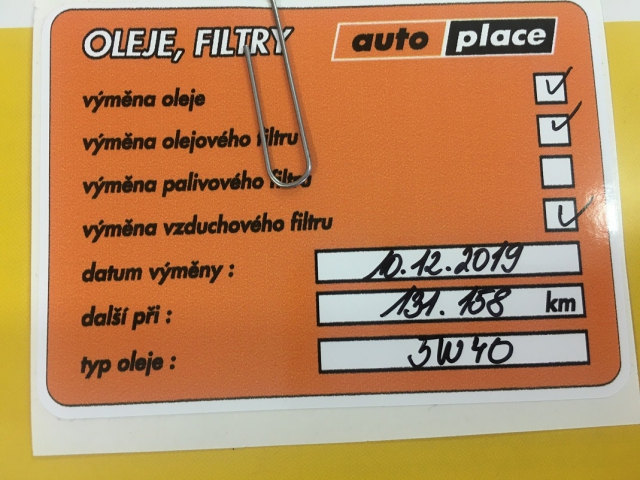 OLEJE, FILTRY auto place
výměna oleje
výměna olejového filtru
výměna palivového filtru
výměna vzduchového filtru
datum výměny : 10.12.2019
další při : 131.158 km
typ oleje : 5W40